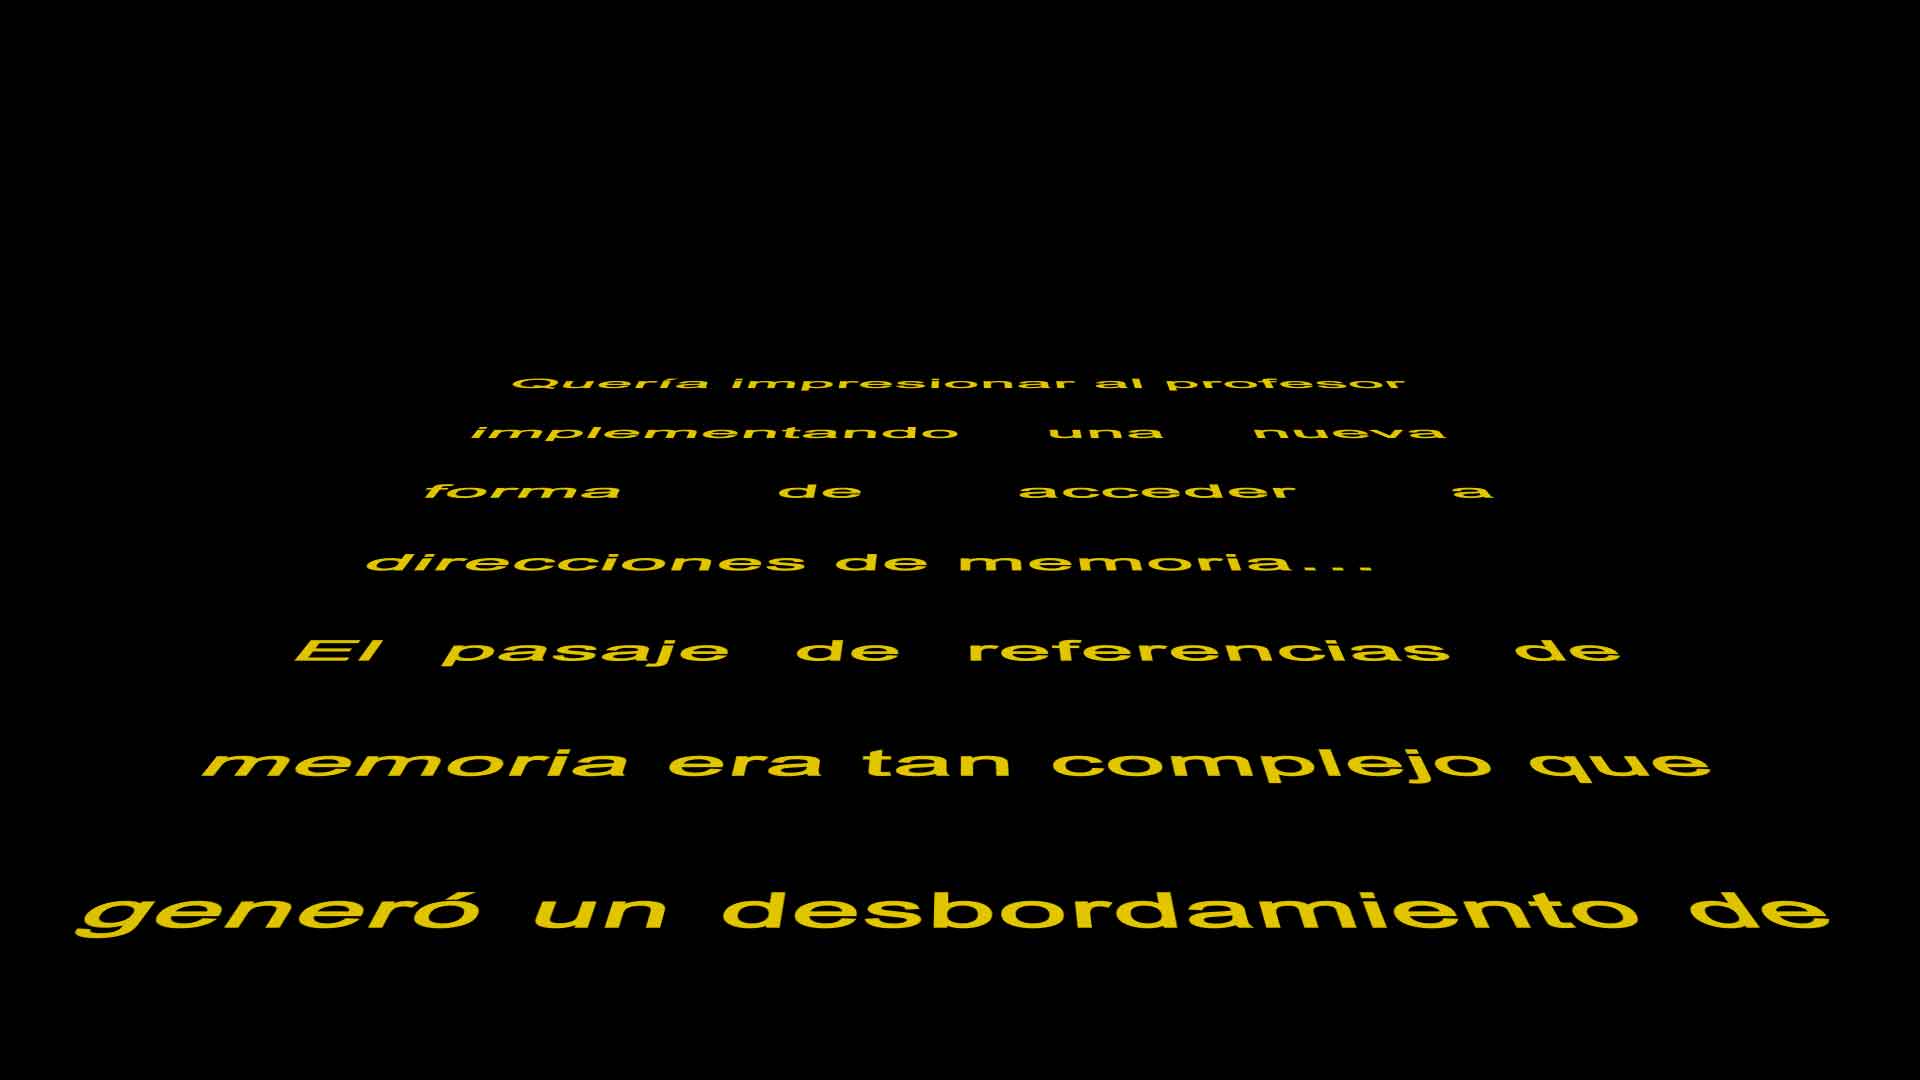 Quería impresionar al profesor
implementando una nueva
forma de acceder a
direcciones de memoria...
El pasaje de referencias de
memoria era tan complejo que
generó un desbordamiento de